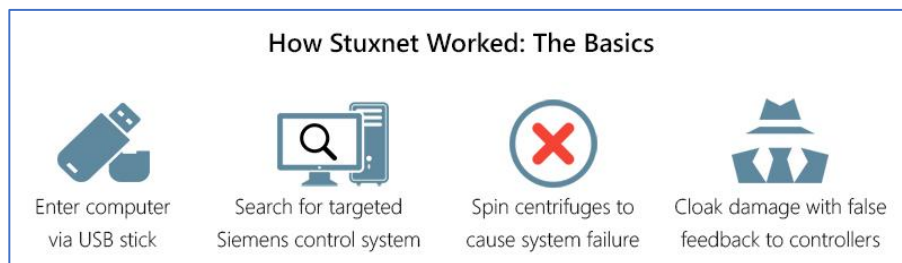 How Stuxnet Worked: The Basics
Enter computer
via USB stick
Search for targeted
Siemens control system
Spin centrifuges to
cause system failure
Cloak damage with false
feedback to controllers